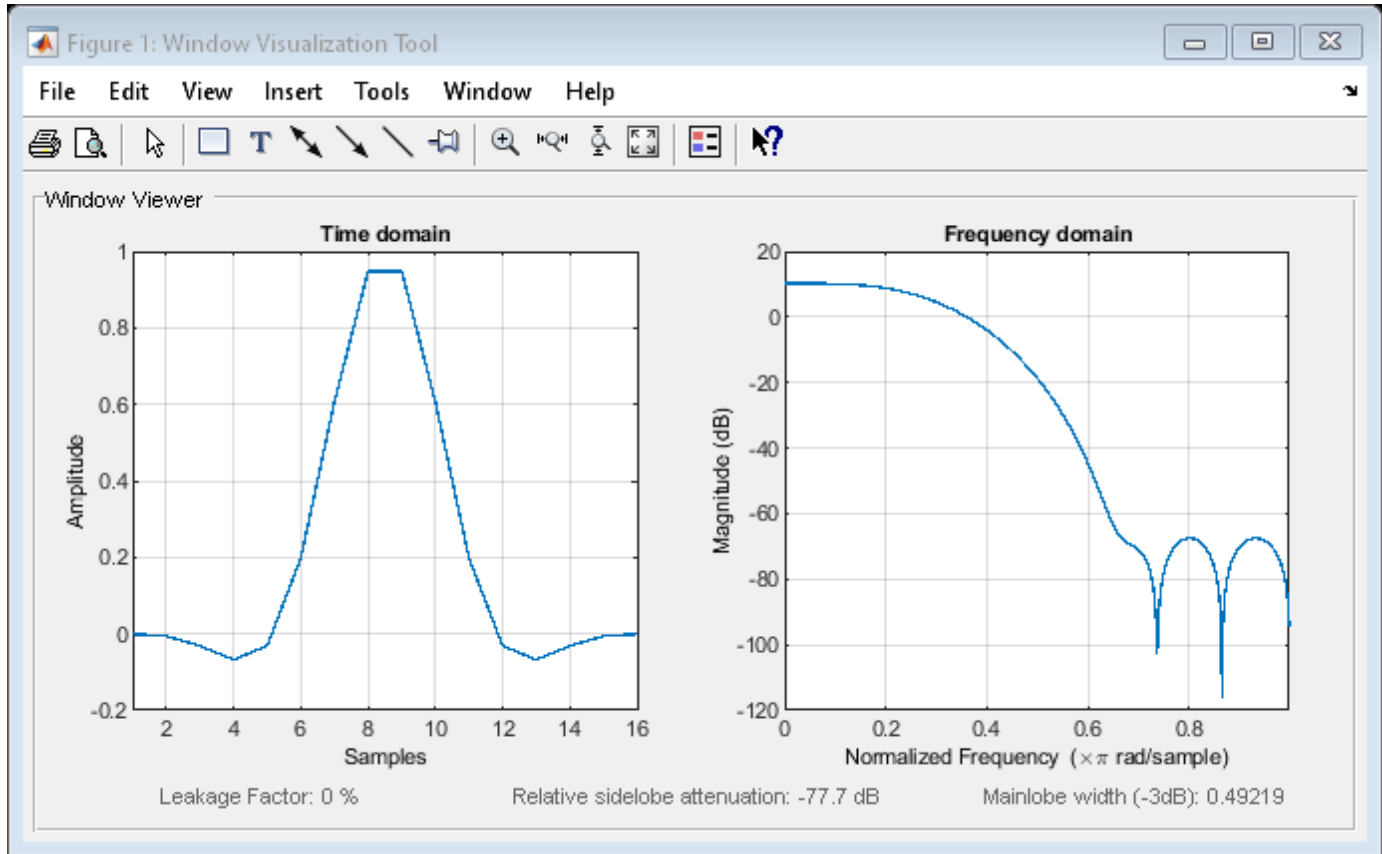 Figure 1: Window Visualization Tool
File Edit View Insert Tools Window Help
T ?
Window Viewer
Time domain
1
0.8
0.6
0.4
0.2
0
-0.2
2 4 6 8 10 12 14 16
Amplitude
Samples
Frequency domain
20
0
-20
-40
-60
-80
-100
-120
0 0.2 0.4 0.6 0.8
Magnitude (dB)
Normalized Frequency (×π rad/sample)
Leakage Factor: 0 % Relative sidelobe attenuation: -77.7 dB Mainlobe width (-3dB): 0.49219